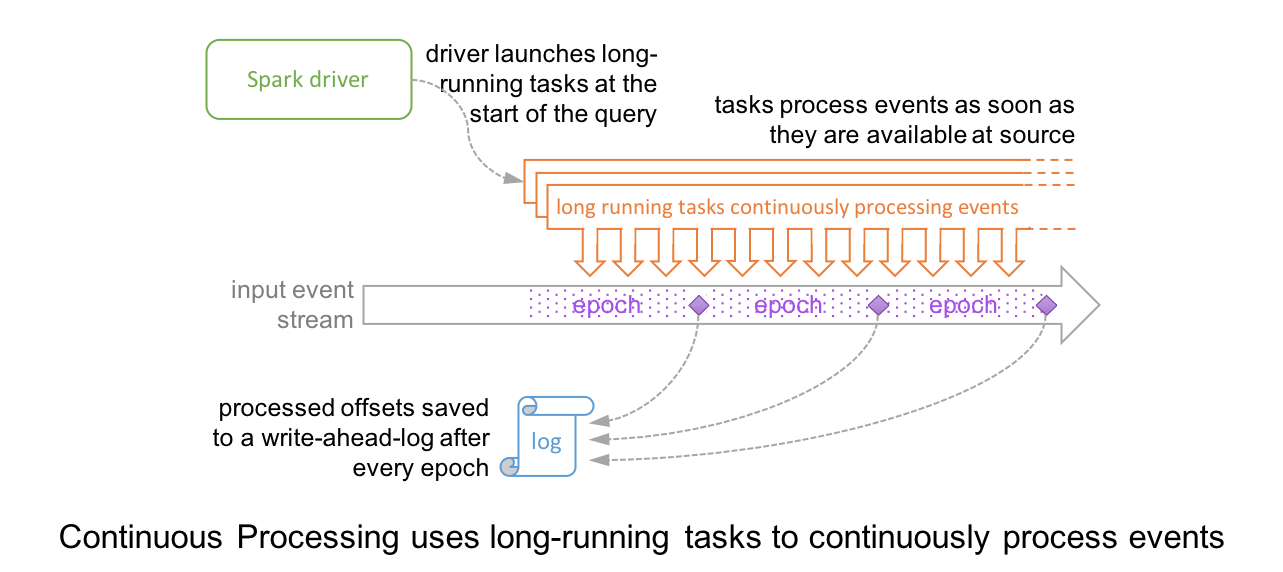 Spark driver
driver launches long-
running tasks at the
start of the query
tasks process events as soon as
they are available at source
long running tasks continuously processing events
input event
stream
epoch epoch epoch
processed offsets saved
to a write-ahead-log after
every epoch
log
Continuous Processing uses long-running tasks to continuously process events